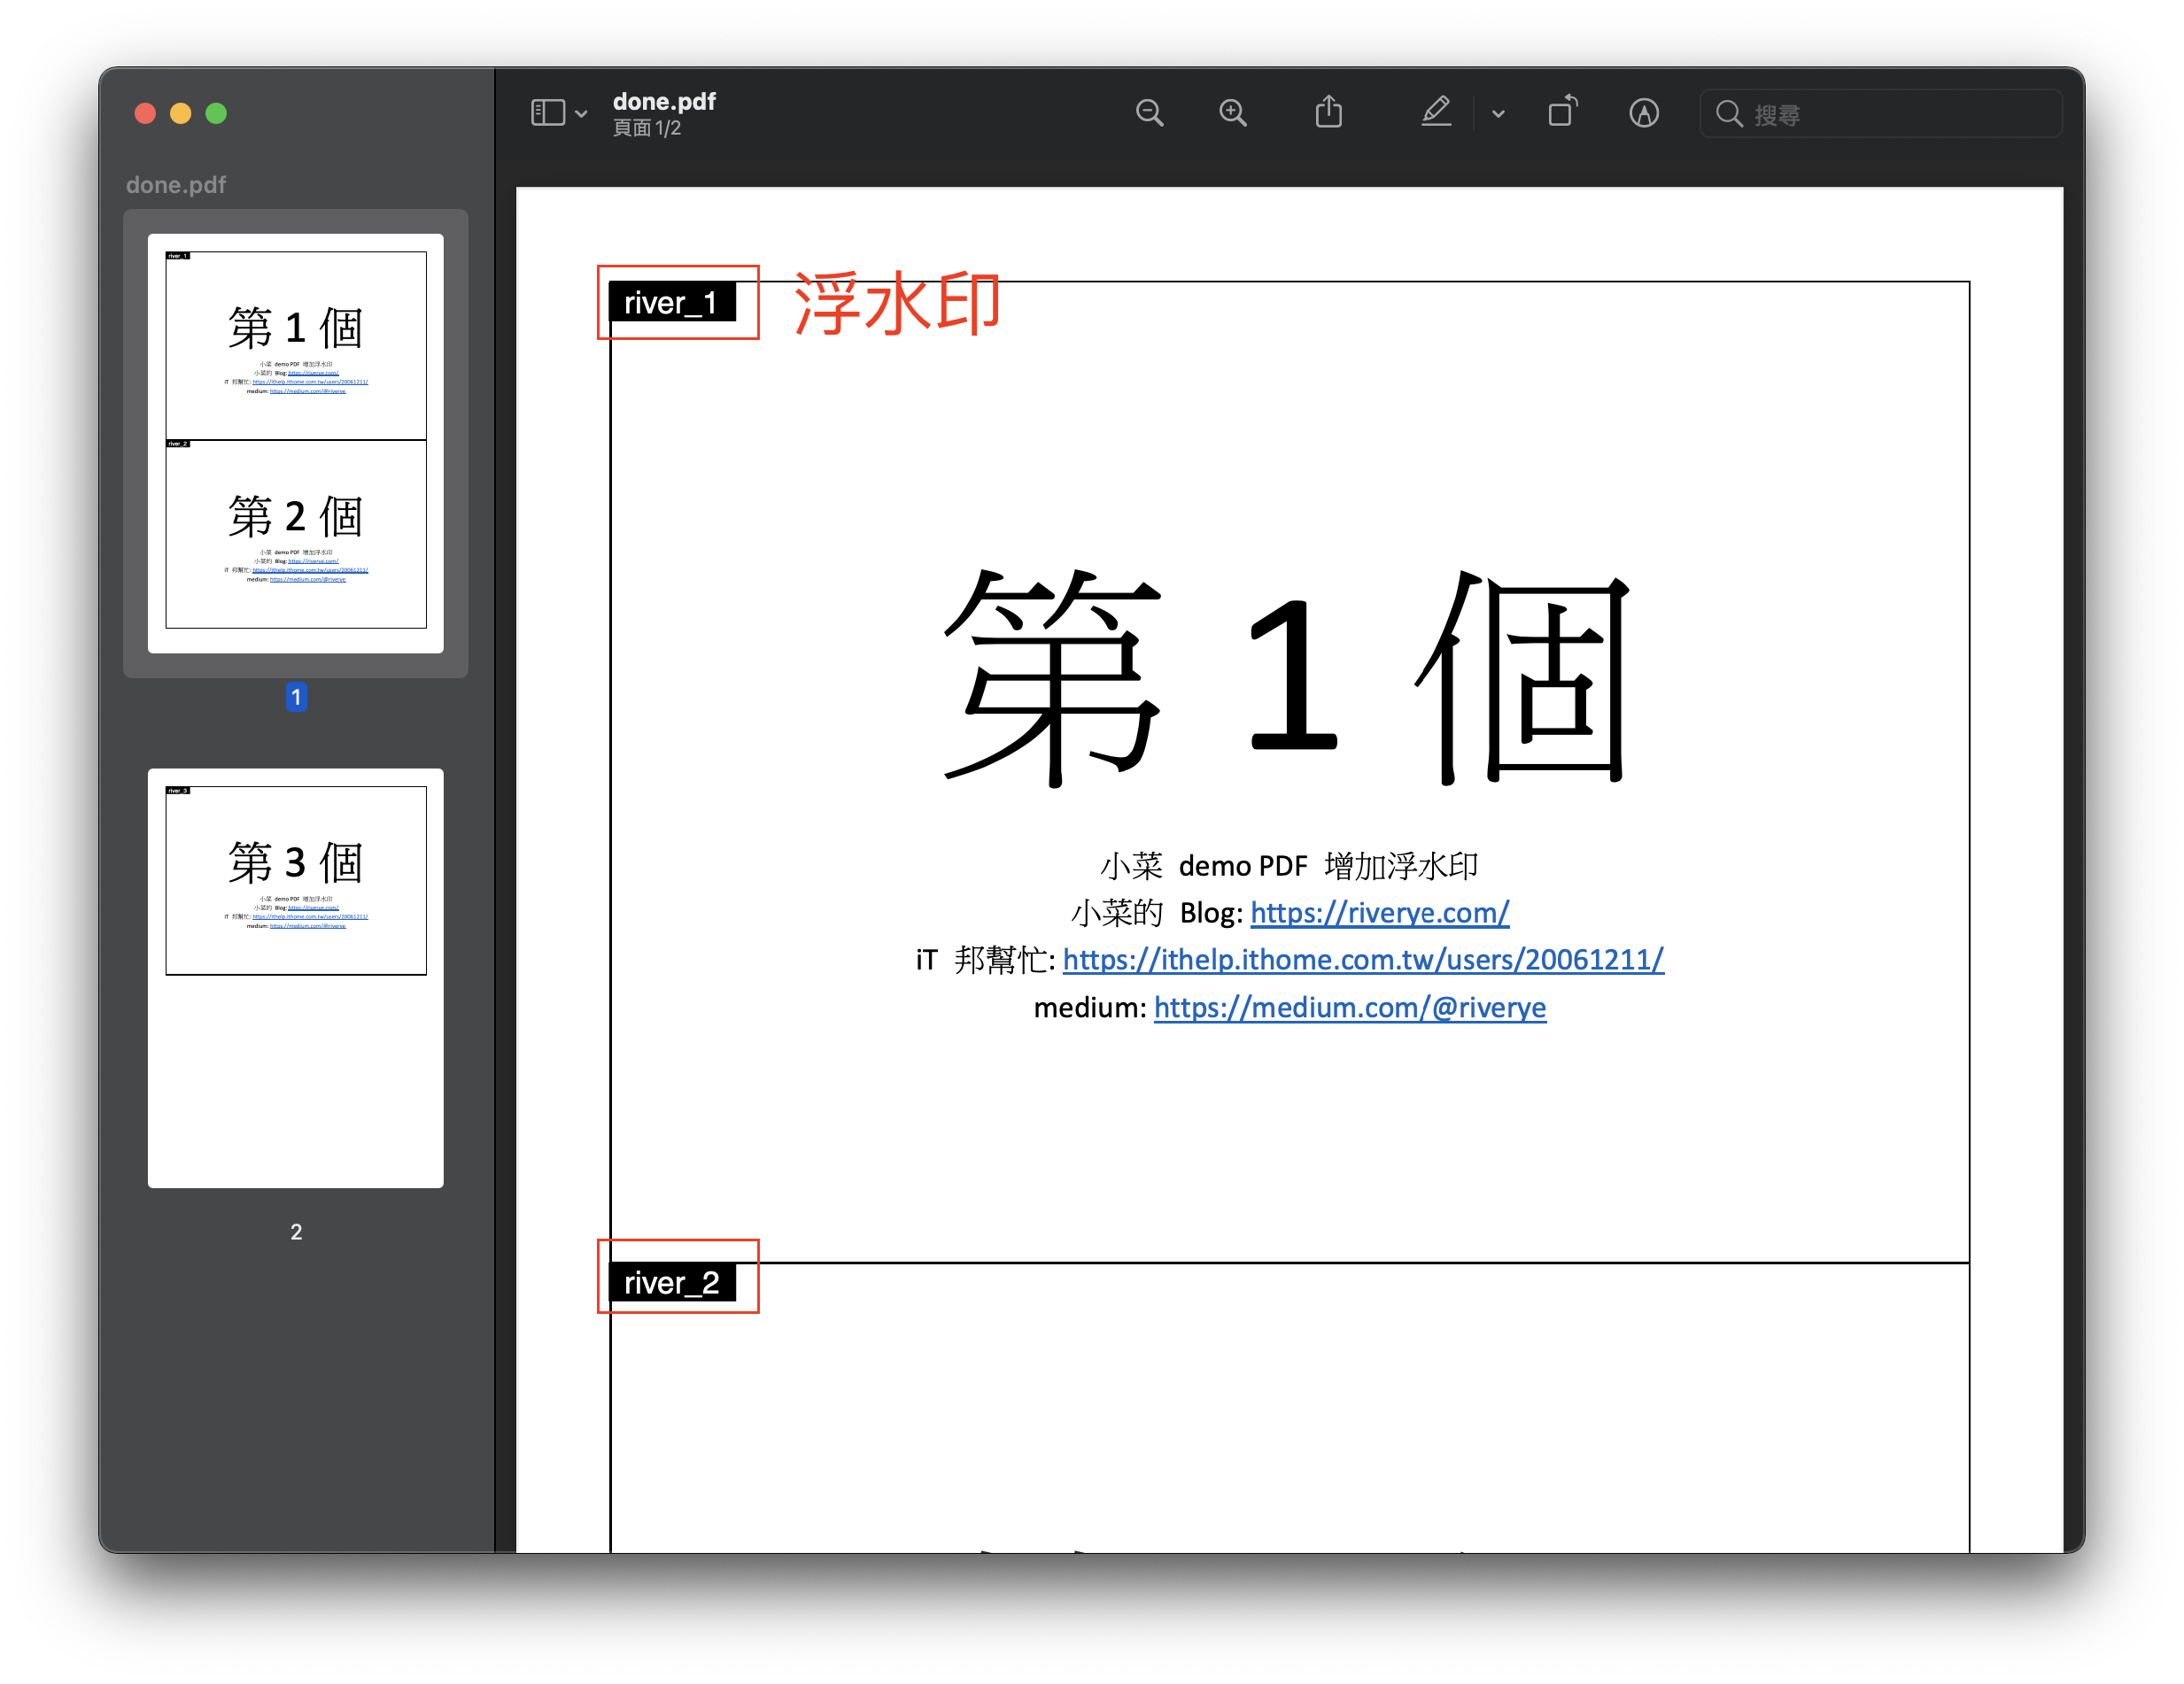 done.pdf
頁面 1/2
搜尋
done.pdf
river_1
第 1 個
小菜 demo PDF 增加浮水印
小菜的 Blog: https://riverye.com/
iT 邦幫忙: https://ithelp.ithome.com.tw/users/20061211/
medium: https://medium.com/@riverye
river_2
第 2 個
小菜 demo PDF 增加浮水印
小菜的 Blog: https://riverye.com/
iT 邦幫忙: https://ithelp.ithome.com.tw/users/20061211/
medium: https://medium.com/@riverye
1
river_3
第 3 個
小菜 demo PDF 增加浮水印
小菜的 Blog: https://riverye.com/
iT 邦幫忙: https://ithelp.ithome.com.tw/users/20061211/
medium: https://medium.com/@riverye
2
river_1 浮水印
第 1 個
小菜 demo PDF 增加浮水印
小菜的 Blog: https://riverye.com/
iT 邦幫忙: https://ithelp.ithome.com.tw/users/20061211/
medium: https://medium.com/@riverye
river_2